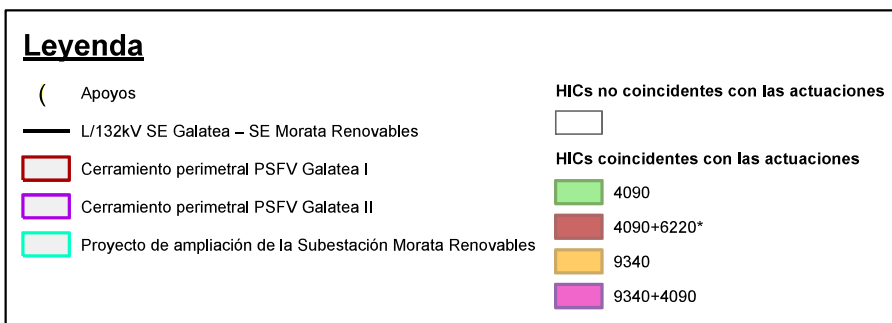 Leyenda
( Apoyos
L/132kV SE Galatea – SE Morata Renovables
Cerramiento perimetral PSFV Galatea I
Cerramiento perimetral PSFV Galatea II
Proyecto de ampliación de la Subestación Morata Renovables
HICs no coincidentes con las actuaciones
HICs coincidentes con las actuaciones
4090
4090+6220*
9340
9340+4090